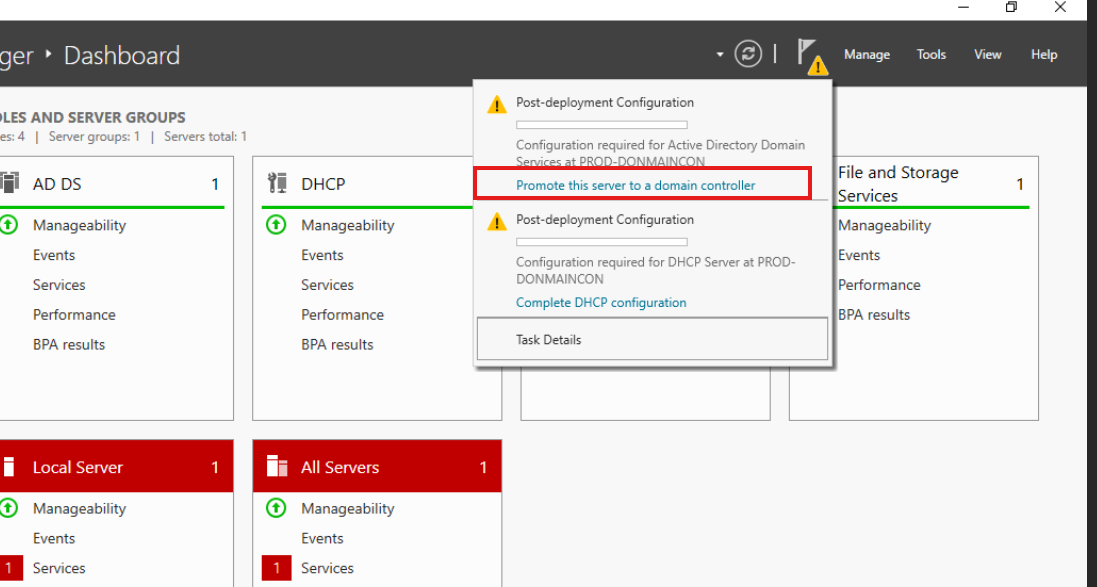 ger ‣ Dashboard
Manage Tools View Help
OLES AND SERVER GROUPS
es: 4 | Server groups: 1 | Servers total: 1
AD DS 1
Manageability
Events
Services
Performance
BPA results
DHCP
Manageability
Events
Services
Performance
BPA results
Post-deployment Configuration
Configuration required for Active Directory Domain
Services at PROD-DONMAINCON
Promote this server to a domain controller
Post-deployment Configuration
Configuration required for DHCP Server at PROD-
DONMAINCON
Complete DHCP configuration
Task Details
File and Storage
Services 1
Manageability
Events
Performance
BPA results
Local Server 1
Manageability
Events
1 Services
All Servers 1
Manageability
Events
1 Services